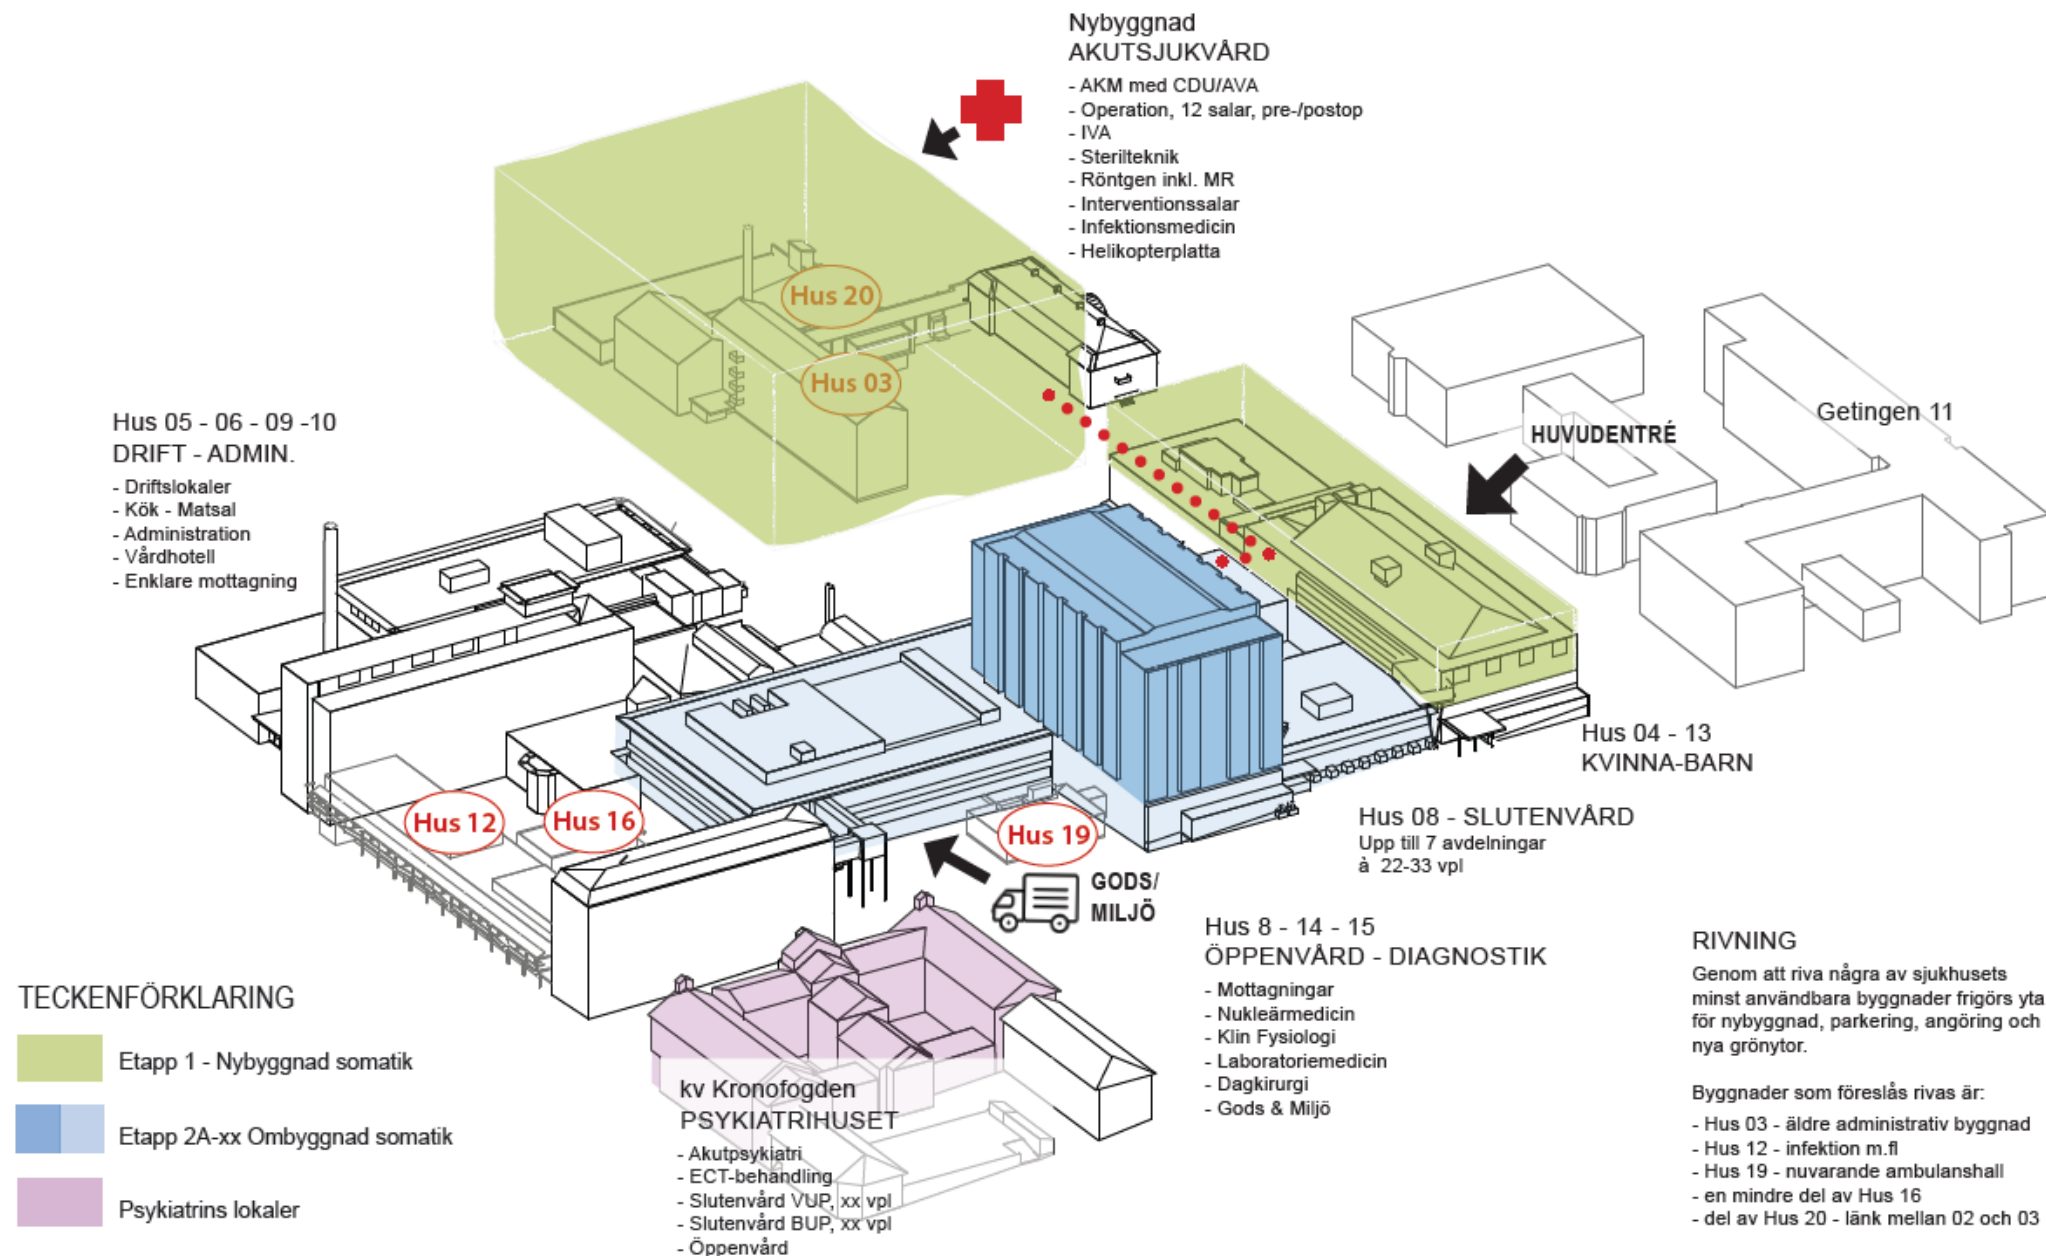 Nybyggnad
AKUTSJUKVÅRD
- AKM med CDU/AVA
- Operation, 12 salar, pre-/postop
- IVA
- Sterilteknik
- Röntgen inkl. MR
- Interventionssalar
- Infektionsmedicin
- Helikopterplatta
Hus 20
Hus 03
Getingen 11
HUVUDENTRÉ
Hus 05 - 06 - 09 -10
DRIFT - ADMIN.
- Driftslokaler
- Kök - Matsal
- Administration
- Vårdhotell
- Enklare mottagning
Hus 04 - 13
KVINNA-BARN
Hus 12
Hus 16
Hus 19
Hus 08 - SLUTENVÅRD
Upp till 7 avdelningar
à 22-33 vpl
GODS/
MILJÖ
Hus 8 - 14 - 15
ÖPPENVÅRD - DIAGNOSTIK
- Mottagningar
- Nukleärmedicin
- Klin Fysiologi
- Laboratoriemedicin
- Dagkirurgi
- Gods & Miljö
RIVNING
Genom att riva några av sjukhusets
minst användbara byggnader frigörs yta
för nybyggnad, parkering, angöring och
nya grönytor.
Byggnader som föreslås rivas är:
- Hus 03 - äldre administrativ byggnad
- Hus 12 - infektion m.fl
- Hus 19 - nuvarande ambulanshall
- en mindre del av Hus 16
- del av Hus 20 - länk mellan 02 och 03
TECKENFÖRKLARING
Etapp 1 - Nybyggnad somatik
Etapp 2A-xx Ombyggnad somatik
Psykiatrins lokaler
kv Kronofogden
PSYKIATRIHUSET
- Akutpsykiatri
- ECT-behandling
- Slutenvård VUP, xx vpl
- Slutenvård BUP, xx vpl
- Öppenvård